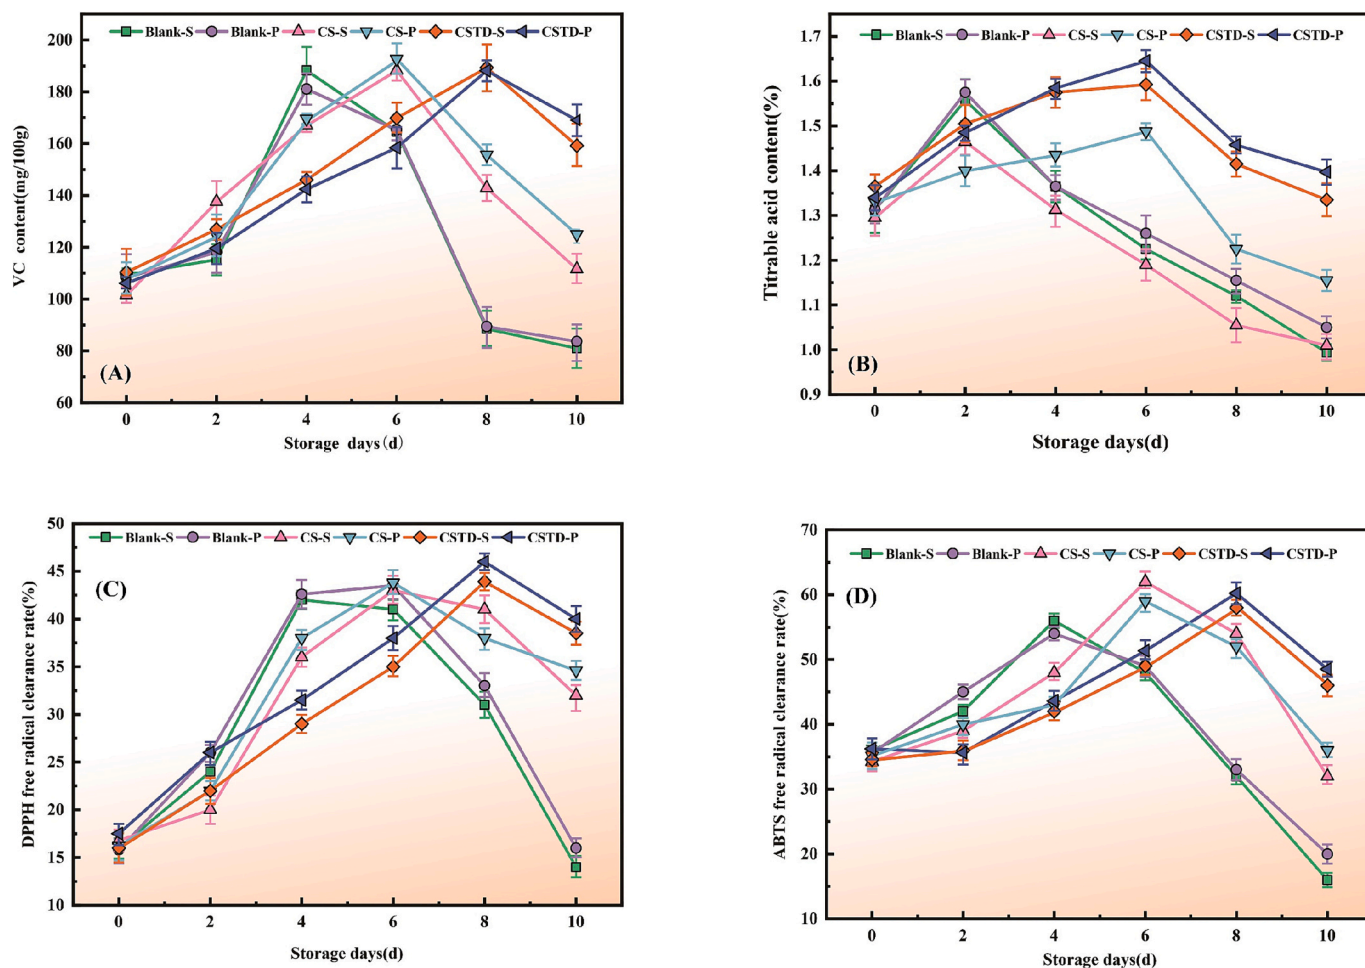 Blank-S Blank-P CS-S CS-P CSTD-S CSTD-P
200
180
160
140
120
100
80
60
VC content(mg/100g)
(A)
0 2 4 6 8 10
Storage days(d)
Blank-S Blank-P CS-S CS-P CSTD-S CSTD-P
1.7
1.6
1.5
1.4
1.3
1.2
1.1
1.0
0.9
Titrable acid content(%)
(B)
0 2 4 6 8 10
Storage days(d)
50
Blank-S Blank-P CS-S CS-P CSTD-S CSTD-P
45
40
35
30
25
20
15
10
DPPH free radical clearance rate(%)
(C)
0 2 4 6 8 10
Storage days(d)
70
Blank-S Blank-P CS-S CS-P CSTD-S CSTD-P
60
50
40
30
20
10
ABTS free radical clearance rate(%)
(D)
0 2 4 6 8 10
Storage days(d)